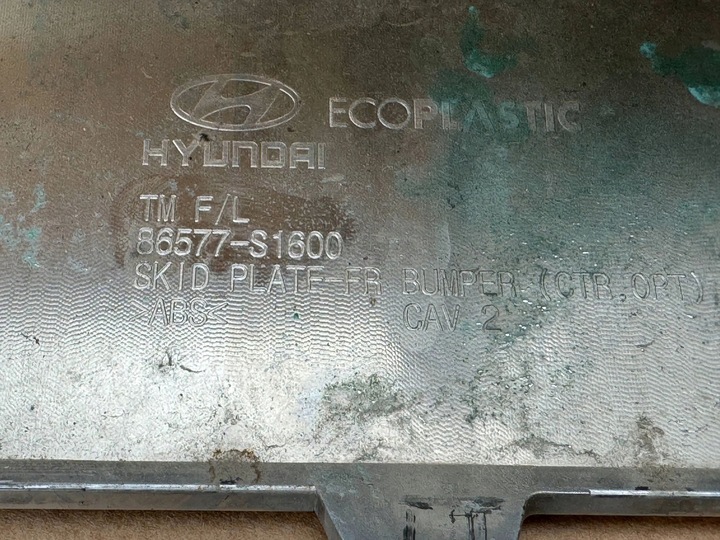 ECOPLASTIC
HYUNDAI
TM F/L
86577-S1600
SKID PLATE-FR BUMPER (CTR,OPT)
>ABS<
CAV 2